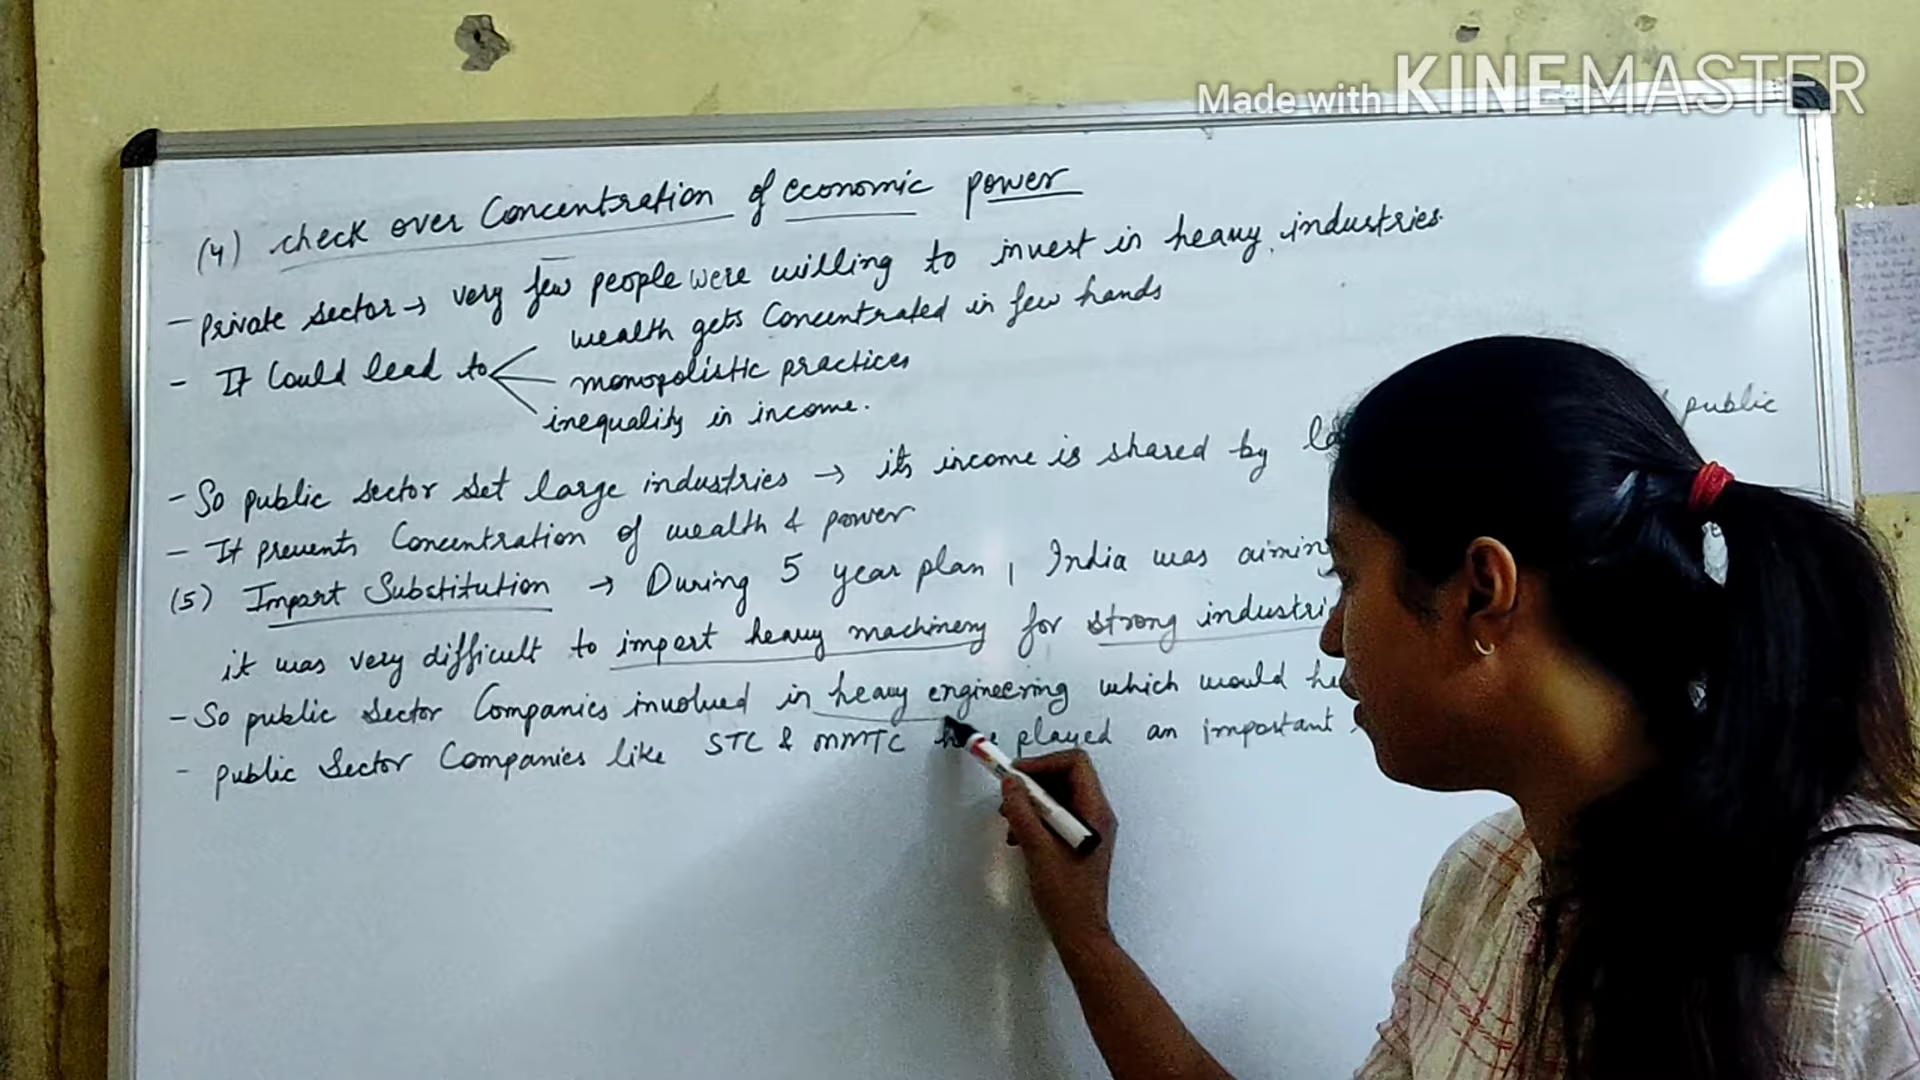 Made with KINEMASTER
(4) check over Concentration of economic power
- Private sector → very few people were willing to invest in heavy industries.
- It Could lead to
wealth gets Concentrated in few hands
monopolistic practices
inequality in income.
- So public sector set large industries → its income is shared by public
- It prevents Concentration of wealth & power
(5) Import Substitution → During 5 year plan, India was aiming
it was very difficult to import heavy machinery for strong
- So public sector Companies involved in heavy engineering which would
- public Sector Companies like STC & MMTC played an important